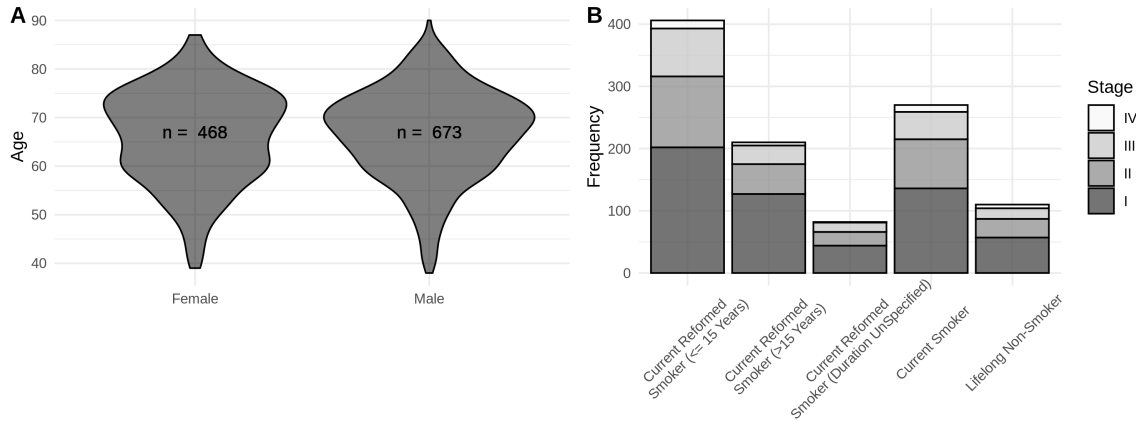 A
Age
90
80
70
60
50
40
n = 468
n = 673
Female
Male
B
Frequency
400
300
200
100
0
Current Reformed
Smoker (<= 15 Years)
Current Reformed
Smoker (>15 Years)
Current Reformed
Smoker (Duration UnSpecified)
Current Smoker
Lifelong Non-Smoker
Stage
IV
III
II
I